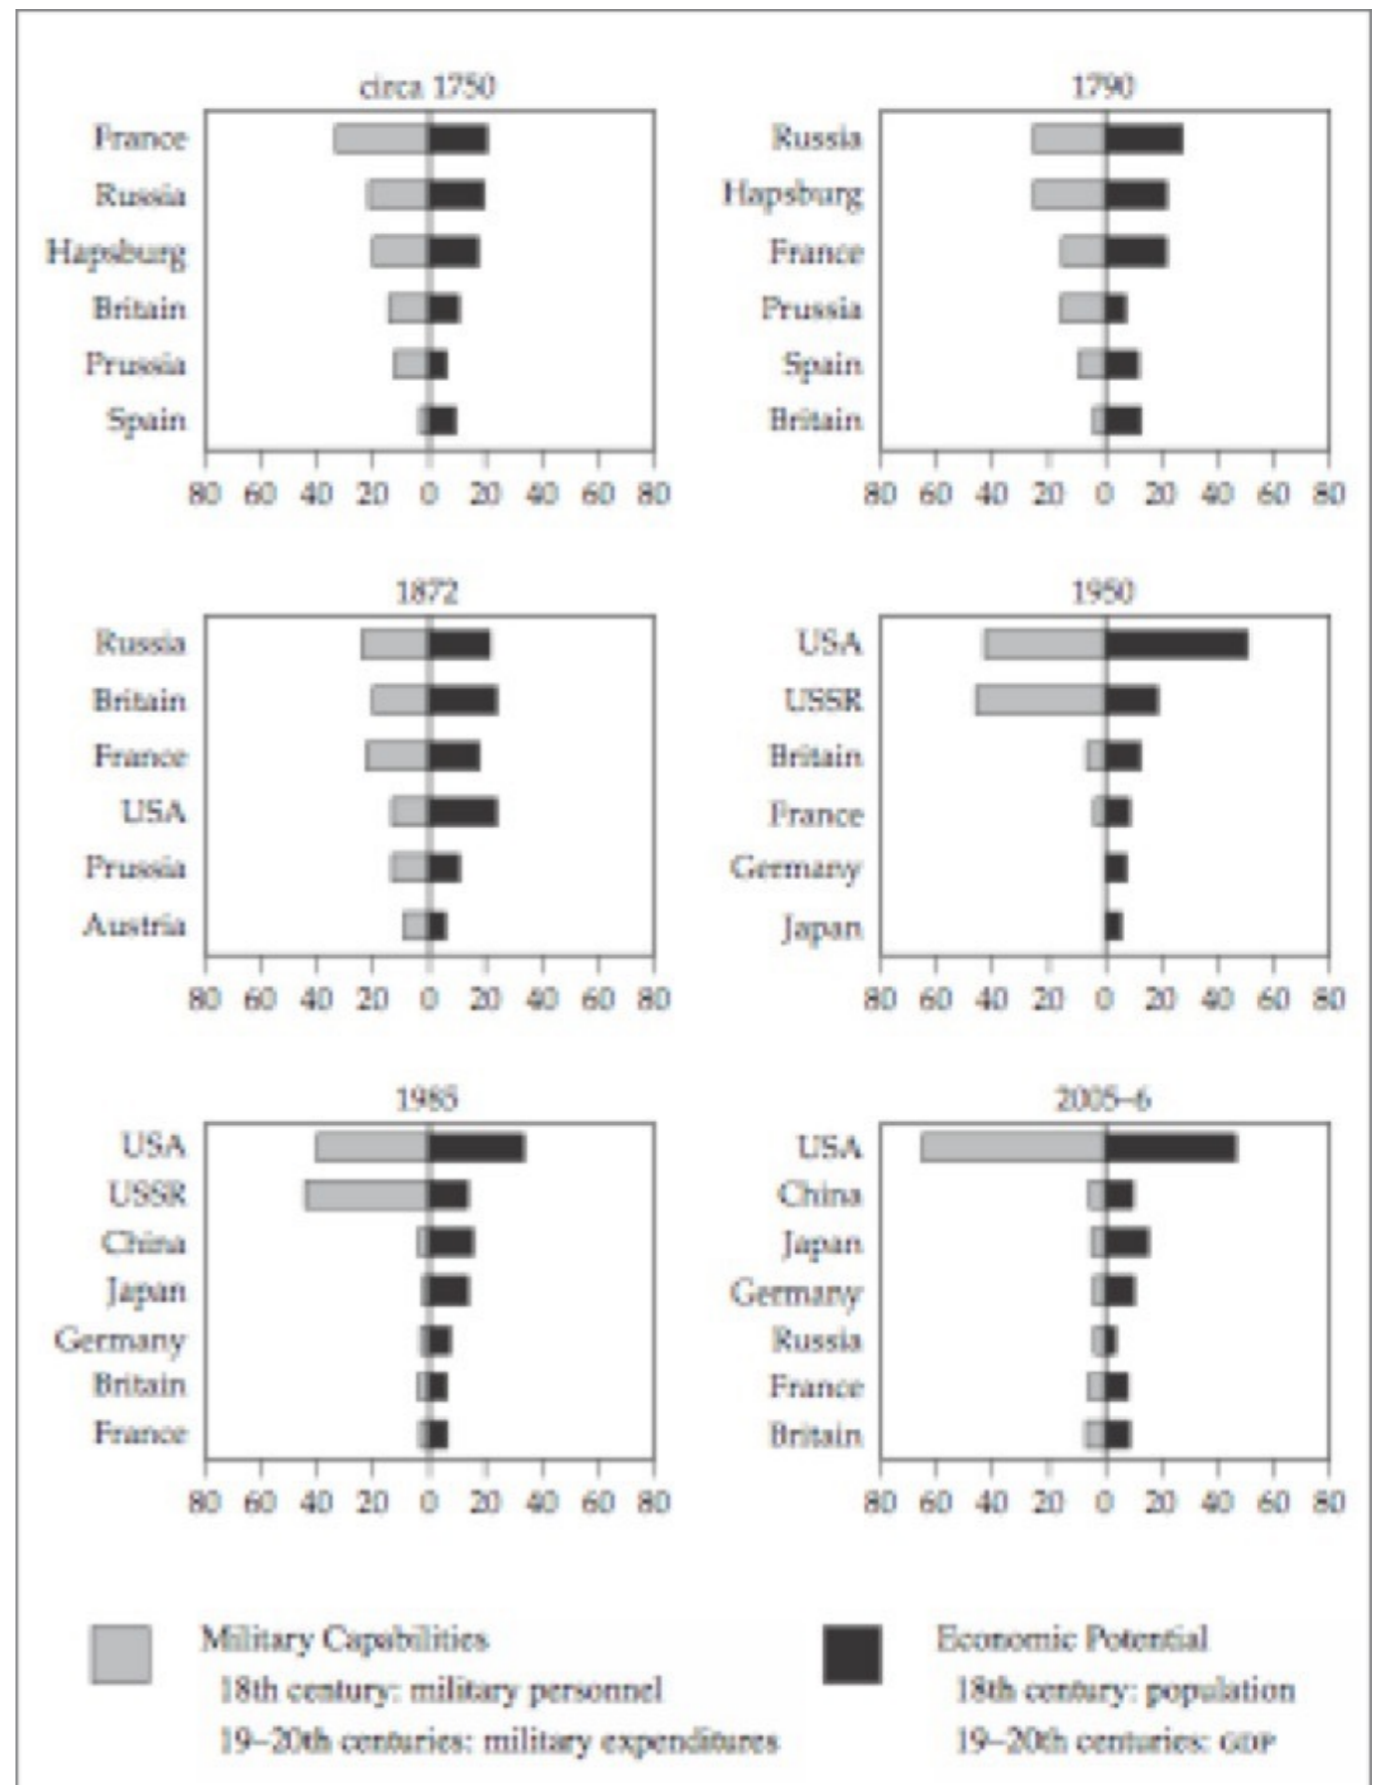 circa 1750
France
Russia
Hapsburg
Britain
Prussia
Spain
80 60 40 20 0 20 40 60 80
1790
Russia
Hapsburg
France
Prussia
Spain
Britain
80 60 40 20 0 20 40 60 80
1872
Russia
Britain
France
USA
Prussia
Austria
80 60 40 20 0 20 40 60 80
1950
USA
USSR
Britain
France
Germany
Japan
80 60 40 20 0 20 40 60 80
1985
USA
USSR
China
Japan
Germany
Britain
France
80 60 40 20 0 20 40 60 80
2005–6
USA
China
Japan
Germany
Russia
France
Britain
80 60 40 20 0 20 40 60 80
Military Capabilities
18th century: military personnel
19–20th centuries: military expenditures
Economic Potential
18th century: population
19–20th centuries: GDP